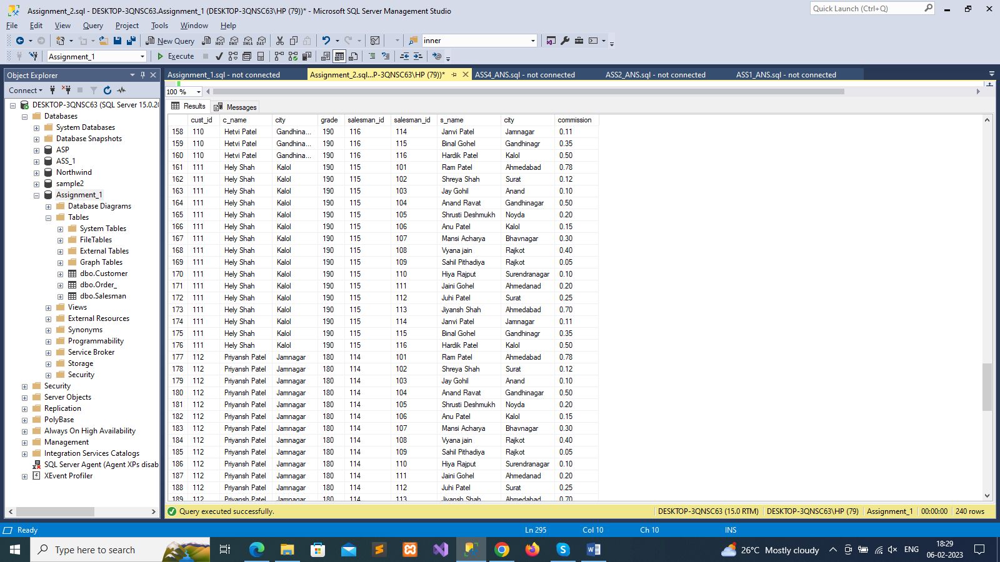 Assignment_2.sql - DESKTOP-3QNSC63.Assignment_1 (DESKTOP-3QNSC63\HP (79))* - Microsoft SQL Server Management Studio
Quick Launch (Ctrl+Q)
File Edit View Query Project Tools Window Help
New Query MDX DMX XMLA DAX inner
Assignment_1 Execute
Object Explorer
Connect
DESKTOP-3QNSC63 (SQL Server 15.0.20
Databases
System Databases
Database Snapshots
ASP
ASS_1
Northwind
sample2
Assignment_1
Database Diagrams
Tables
System Tables
FileTables
External Tables
Graph Tables
dbo.Customer
dbo.Order_
dbo.Salesman
Views
External Resources
Synonyms
Programmability
Service Broker
Storage
Security
Security
Server Objects
Replication
PolyBase
Always On High Availability
Management
Integration Services Catalogs
SQL Server Agent (Agent XPs disab
XEvent Profiler
Assignment_1.sql - not connected Assignment_2.sql...P-3QNSC63\HP (79))* ASS4_ANS.sql - not connected ASS2_ANS.sql - not connected ASS1_ANS.sql - not connected
100 %
Results Messages
cust_id c_name city grade salesman_id salesman_id s_name city commission
158 110 Hetvi Patel Gandhina... 190 116 114 Janvi Patel Jamnagar 0.11
159 110 Hetvi Patel Gandhina... 190 116 115 Binal Gohel Gandhinagr 0.35
160 110 Hetvi Patel Gandhina... 190 116 116 Hardik Patel Kalol 0.50
161 111 Hely Shah Kalol 190 115 101 Ram Patel Ahmedabad 0.78
162 111 Hely Shah Kalol 190 115 102 Shreya Shah Surat 0.12
163 111 Hely Shah Kalol 190 115 103 Jay Gohil Anand 0.10
164 111 Hely Shah Kalol 190 115 104 Anand Ravat Gandhinagar 0.50
165 111 Hely Shah Kalol 190 115 105 Shrusti Deshmukh Noyda 0.20
166 111 Hely Shah Kalol 190 115 106 Anu Patel Kalol 0.15
167 111 Hely Shah Kalol 190 115 107 Mansi Acharya Bhavnagar 0.30
168 111 Hely Shah Kalol 190 115 108 Vyana jain Rajkot 0.40
169 111 Hely Shah Kalol 190 115 109 Sahil Pithadiya Rajkot 0.05
170 111 Hely Shah Kalol 190 115 110 Hiya Rajput Surendranagar 0.10
171 111 Hely Shah Kalol 190 115 111 Jaini Gohel Ahmedanad 0.20
172 111 Hely Shah Kalol 190 115 112 Juhi Patel Surat 0.25
173 111 Hely Shah Kalol 190 115 113 Jiyansh Shah Ahmedabad 0.70
174 111 Hely Shah Kalol 190 115 114 Janvi Patel Jamnagar 0.11
175 111 Hely Shah Kalol 190 115 115 Binal Gohel Gandhinagr 0.35
176 111 Hely Shah Kalol 190 115 116 Hardik Patel Kalol 0.50
177 112 Priyansh Patel Jamnagar 180 114 101 Ram Patel Ahmedabad 0.78
178 112 Priyansh Patel Jamnagar 180 114 102 Shreya Shah Surat 0.12
179 112 Priyansh Patel Jamnagar 180 114 103 Jay Gohil Anand 0.10
180 112 Priyansh Patel Jamnagar 180 114 104 Anand Ravat Gandhinagar 0.50
181 112 Priyansh Patel Jamnagar 180 114 105 Shrusti Deshmukh Noyda 0.20
182 112 Priyansh Patel Jamnagar 180 114 106 Anu Patel Kalol 0.15
183 112 Priyansh Patel Jamnagar 180 114 107 Mansi Acharya Bhavnagar 0.30
184 112 Priyansh Patel Jamnagar 180 114 108 Vyana jain Rajkot 0.40
185 112 Priyansh Patel Jamnagar 180 114 109 Sahil Pithadiya Rajkot 0.05
186 112 Priyansh Patel Jamnagar 180 114 110 Hiya Rajput Surendranagar 0.10
187 112 Priyansh Patel Jamnagar 180 114 111 Jaini Gohel Ahmedanad 0.20
188 112 Priyansh Patel Jamnagar 180 114 112 Juhi Patel Surat 0.25
189 112 Priyansh Patel Jamnagar 180 114 113 Jiyansh Shah Ahmedabad 0.70
Query executed successfully. DESKTOP-3QNSC63 (15.0 RTM) DESKTOP-3QNSC63\HP (79) Assignment_1 00:00:00 240 rows
Ready Ln 295 Col 10 Ch 10 INS
Type here to search 26°C Mostly cloudy ENG 18:29
06-02-2023